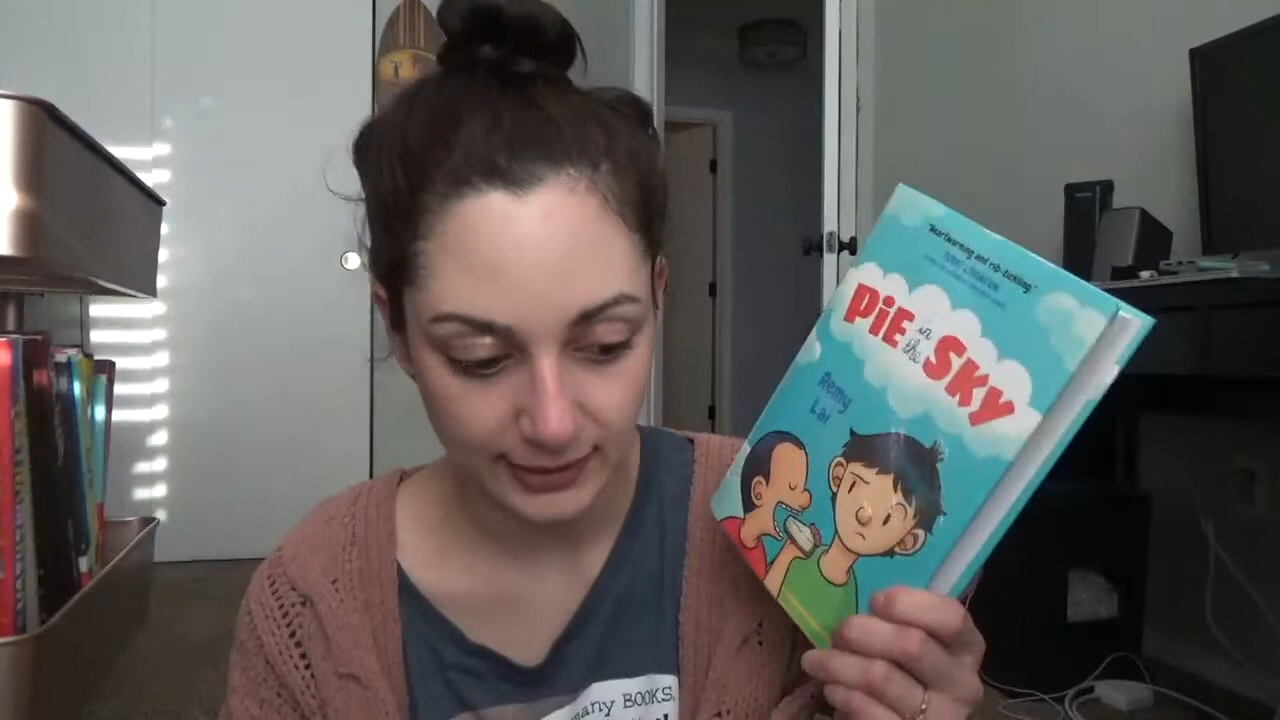 "Heartwarming and rib-tickling."
PiE in
the SKY
Remy
Lai
many BOOKS,